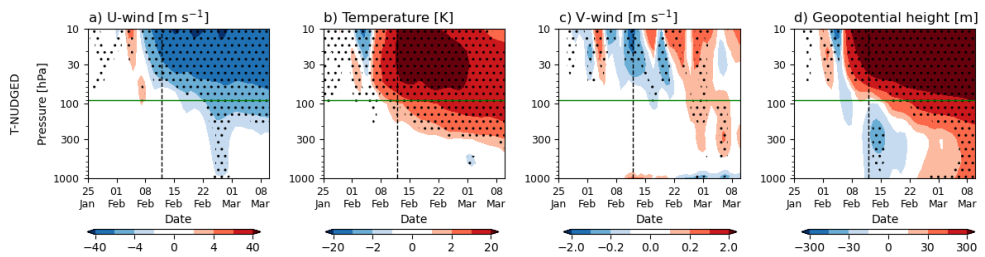 a) U-wind [m s⁻¹]
b) Temperature [K]
c) V-wind [m s⁻¹]
d) Geopotential height [m]
T-NUDGED
Pressure [hPa]
10
30
100
300
1000
10
30
100
300
1000
10
30
100
300
1000
10
30
100
300
1000
25 01 08 15 22 01 08
Jan Feb Feb Feb Feb Mar Mar
25 01 08 15 22 01 08
Jan Feb Feb Feb Feb Mar Mar
25 01 08 15 22 01 08
Jan Feb Feb Feb Feb Mar Mar
25 01 08 15 22 01 08
Jan Feb Feb Feb Feb Mar Mar
Date
Date
Date
Date
−40 −4 0 4 40
−20 −2 0 2 20
−2.0 −0.2 0.0 0.2 2.0
−300 −30 0 30 300